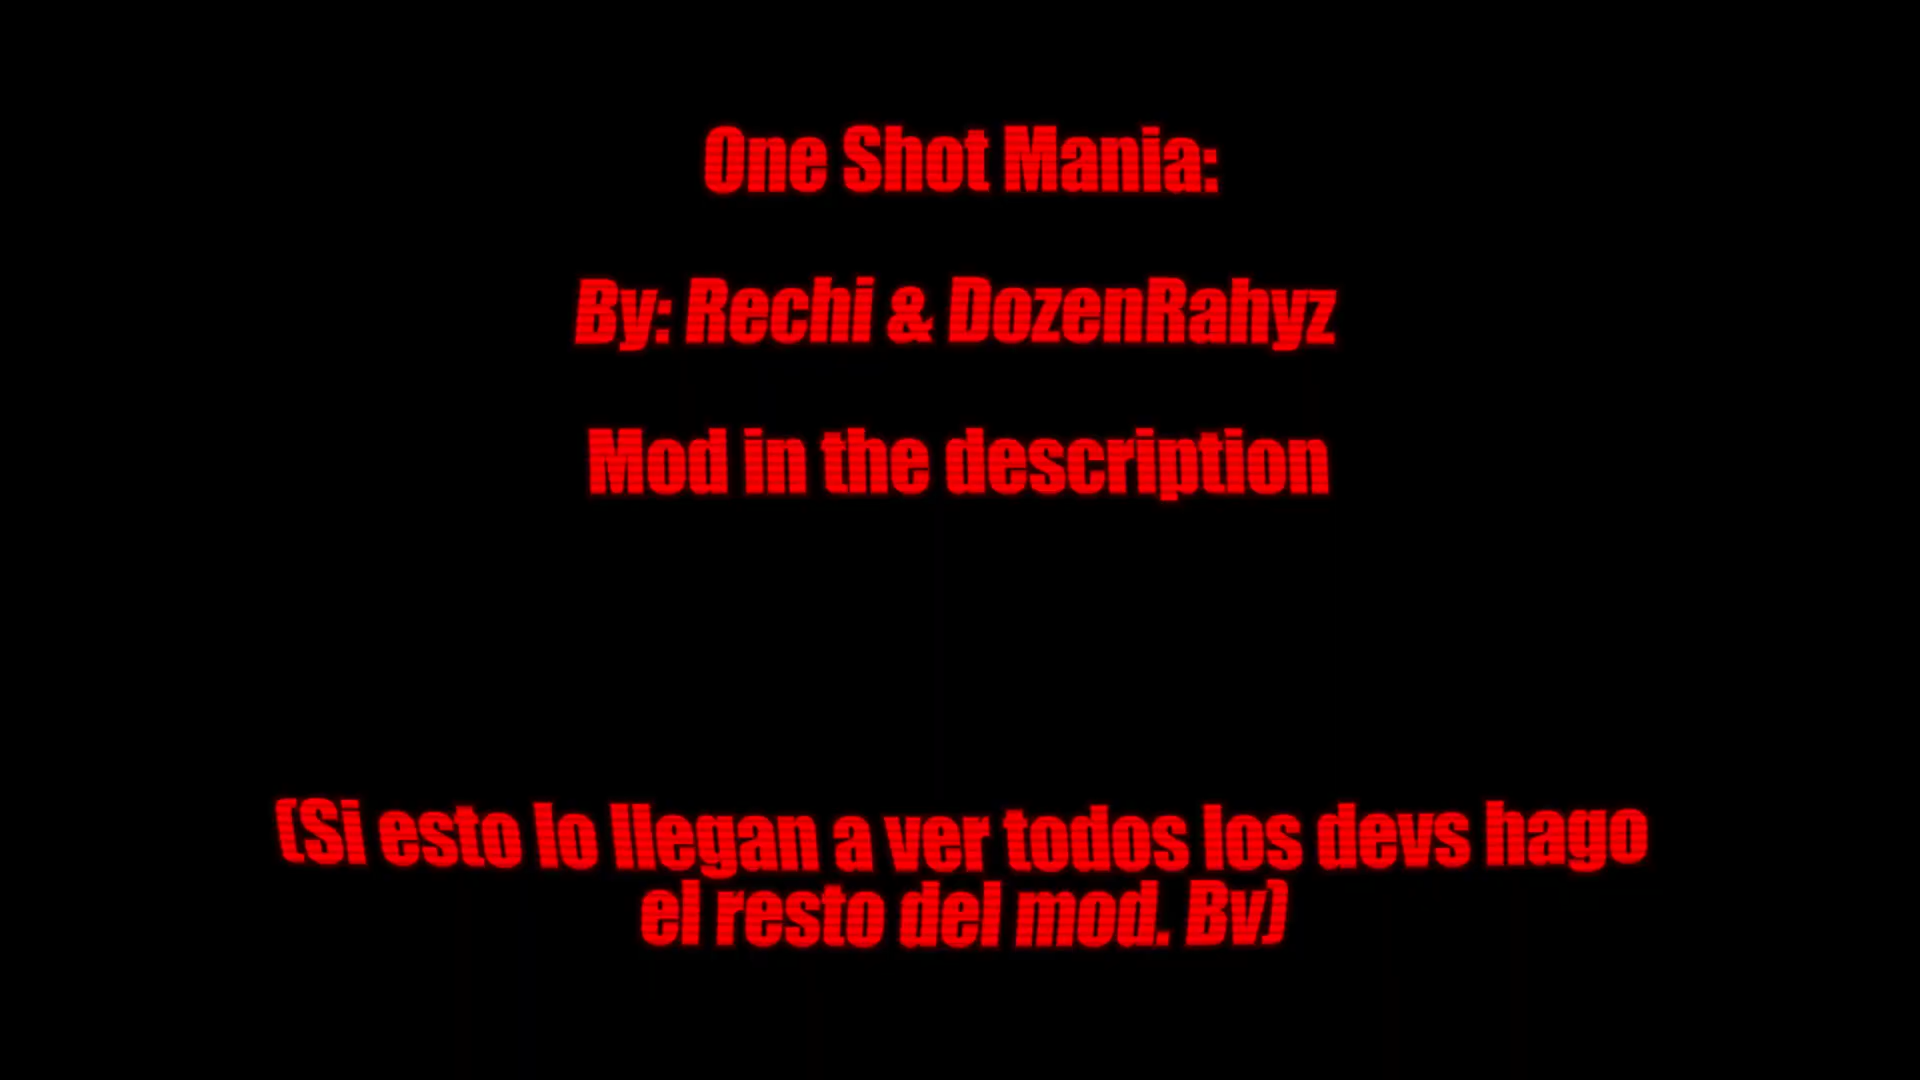 One Shot Mania:
By: Rechi & DozenRahyz
Mod in the description
(Si esto lo llegan a ver todos los devs hago
el resto del mod. Bv)